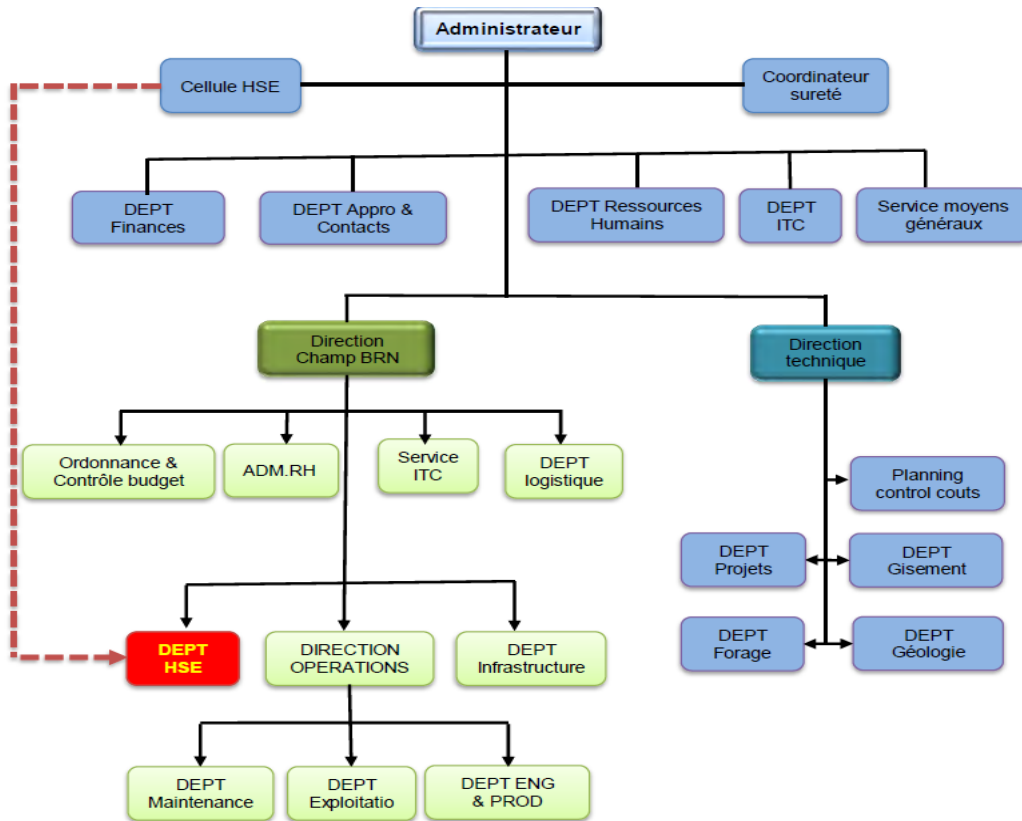 Administrateur
Cellule HSE
Coordinateur
sureté
DEPT
Finances
DEPT Appro &
Contacts
DEPT Ressources
Humains
DEPT
ITC
Service moyens
généraux
Direction
Champ BRN
Direction
technique
Ordonnance &
Contrôle budget
ADM.RH
Service
ITC
DEPT
logistique
Planning
control couts
DEPT
Projets
DEPT
Gisement
DEPT
HSE
DIRECTION
OPERATIONS
DEPT
Infrastructure
DEPT
Forage
DEPT
Géologie
DEPT
Maintenance
DEPT
Exploitatio
DEPT ENG
& PROD